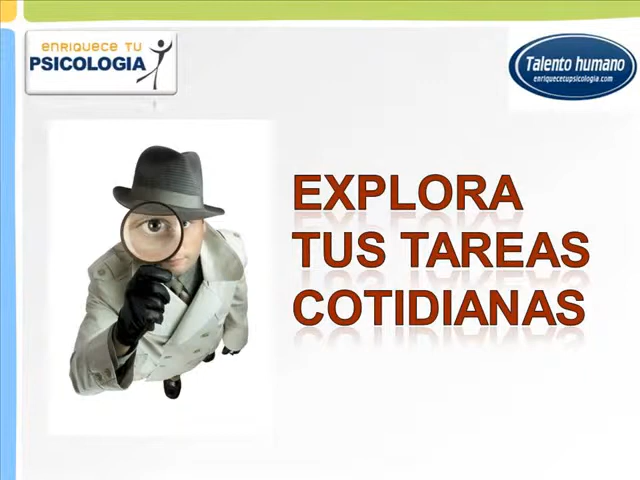 ENRIQUECE TU
PSICOLOGIA
Talento humano
enriquecetupsicologia.com
EXPLORA
TUS TAREAS
COTIDIANAS